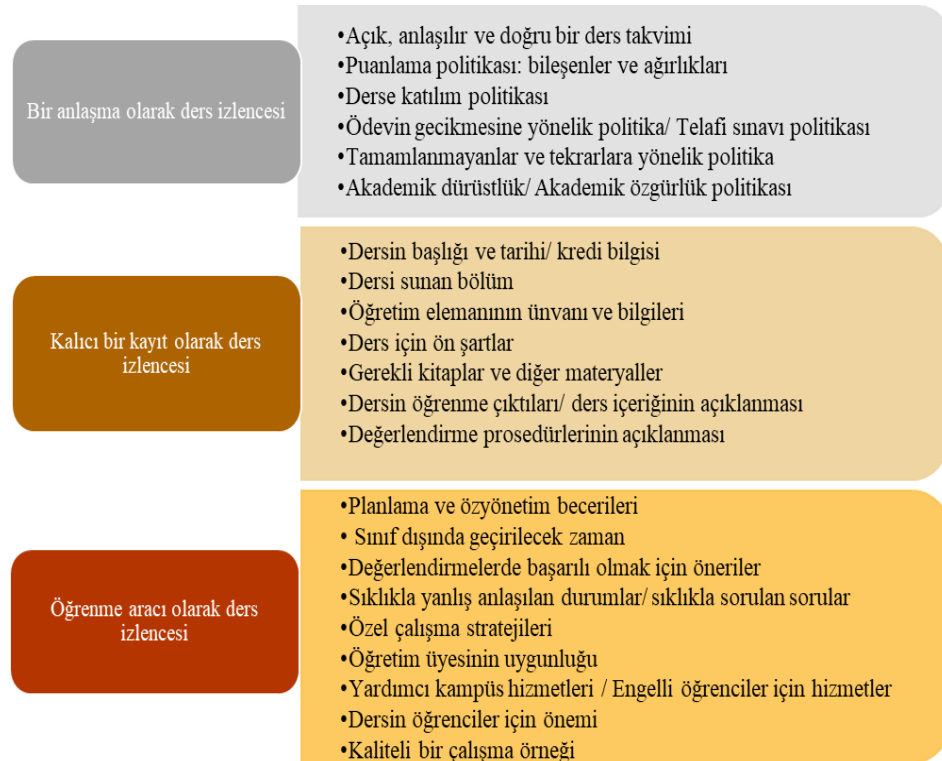 Bir anlaşma olarak ders izlencesi
•Açık, anlaşılır ve doğru bir ders takvimi
•Puanlama politikası: bileşenler ve ağırlıkları
•Derse katılım politikası
•Ödevin gecikmesine yönelik politika/ Telafi sınavı politikası
•Tamamlanmayanlar ve tekrarlara yönelik politika
•Akademik dürüstlük/ Akademik özgürlük politikası
Kalıcı bir kayıt olarak ders
izlencesi
•Dersin başlığı ve tarihi/ kredi bilgisi
•Dersi sunan bölüm
•Öğretim elemanının ünvanı ve bilgileri
•Ders için ön şartlar
•Gerekli kitaplar ve diğer materyaller
•Dersin öğrenme çıktıları/ ders içeriğinin açıklanması
•Değerlendirme prosedürlerinin açıklanması
Öğrenme aracı olarak ders
izlencesi
•Planlama ve özyönetim becerileri
• Sınıf dışında geçirilecek zaman
•Değerlendirmelerde başarılı olmak için öneriler
•Sıklıkla yanlış anlaşılan durumlar/ sıklıkla sorulan sorular
•Özel çalışma stratejileri
•Öğretim üyesinin uygunluğu
•Yardımcı kampüs hizmetleri / Engelli öğrenciler için hizmetler
•Dersin öğrenciler için önemi
•Kaliteli bir çalışma örneği